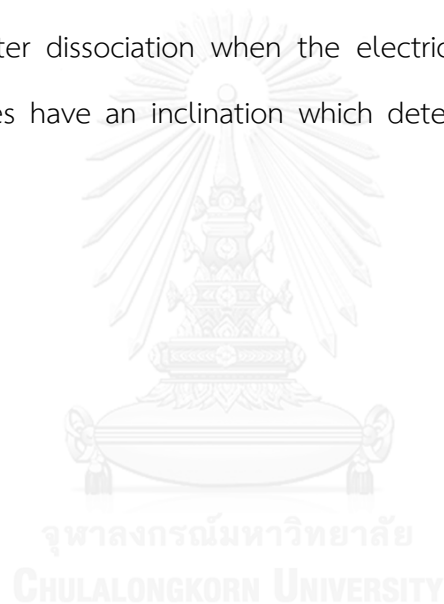 ter dissociation when the electric
es have an inclination which dete
จุฬาลงกรณ์มหาวิทยาลัย
CHULALONGKORN UNIVERSITY